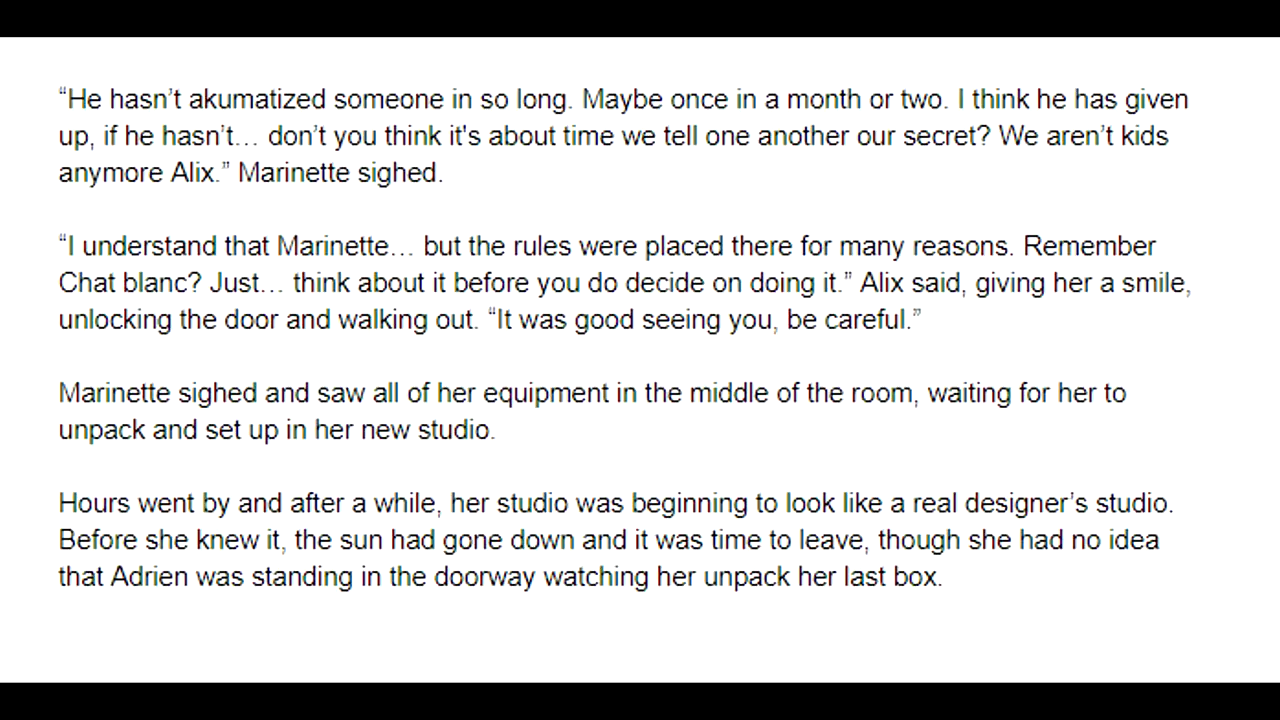 “He hasn’t akumatized someone in so long. Maybe once in a month or two. I think he has given
up, if he hasn’t… don’t you think it's about time we tell one another our secret? We aren’t kids
anymore Alix.” Marinette sighed.
“I understand that Marinette… but the rules were placed there for many reasons. Remember
Chat blanc? Just… think about it before you do decide on doing it.” Alix said, giving her a smile,
unlocking the door and walking out. “It was good seeing you, be careful.”
Marinette sighed and saw all of her equipment in the middle of the room, waiting for her to
unpack and set up in her new studio.
Hours went by and after a while, her studio was beginning to look like a real designer’s studio.
Before she knew it, the sun had gone down and it was time to leave, though she had no idea
that Adrien was standing in the doorway watching her unpack her last box.